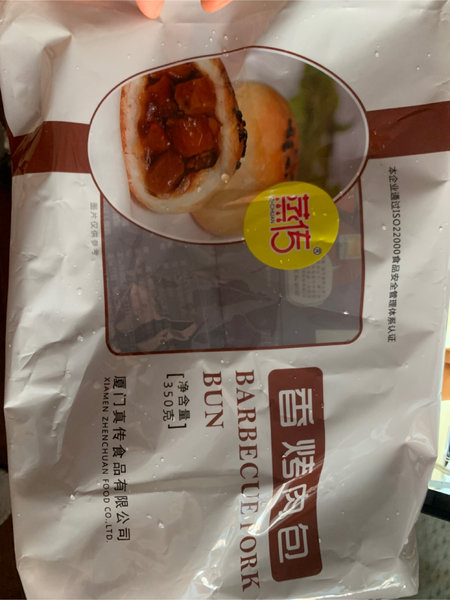 本企业通过ISO22000食品安全管理体系认证
图片仅供参考
香烤肉包
BARBECUE PORK
BUN
净含量
[350克]
厦门真传食品有限公司
XIAMEN ZHENCHUAN FOOD CO.,LTD.